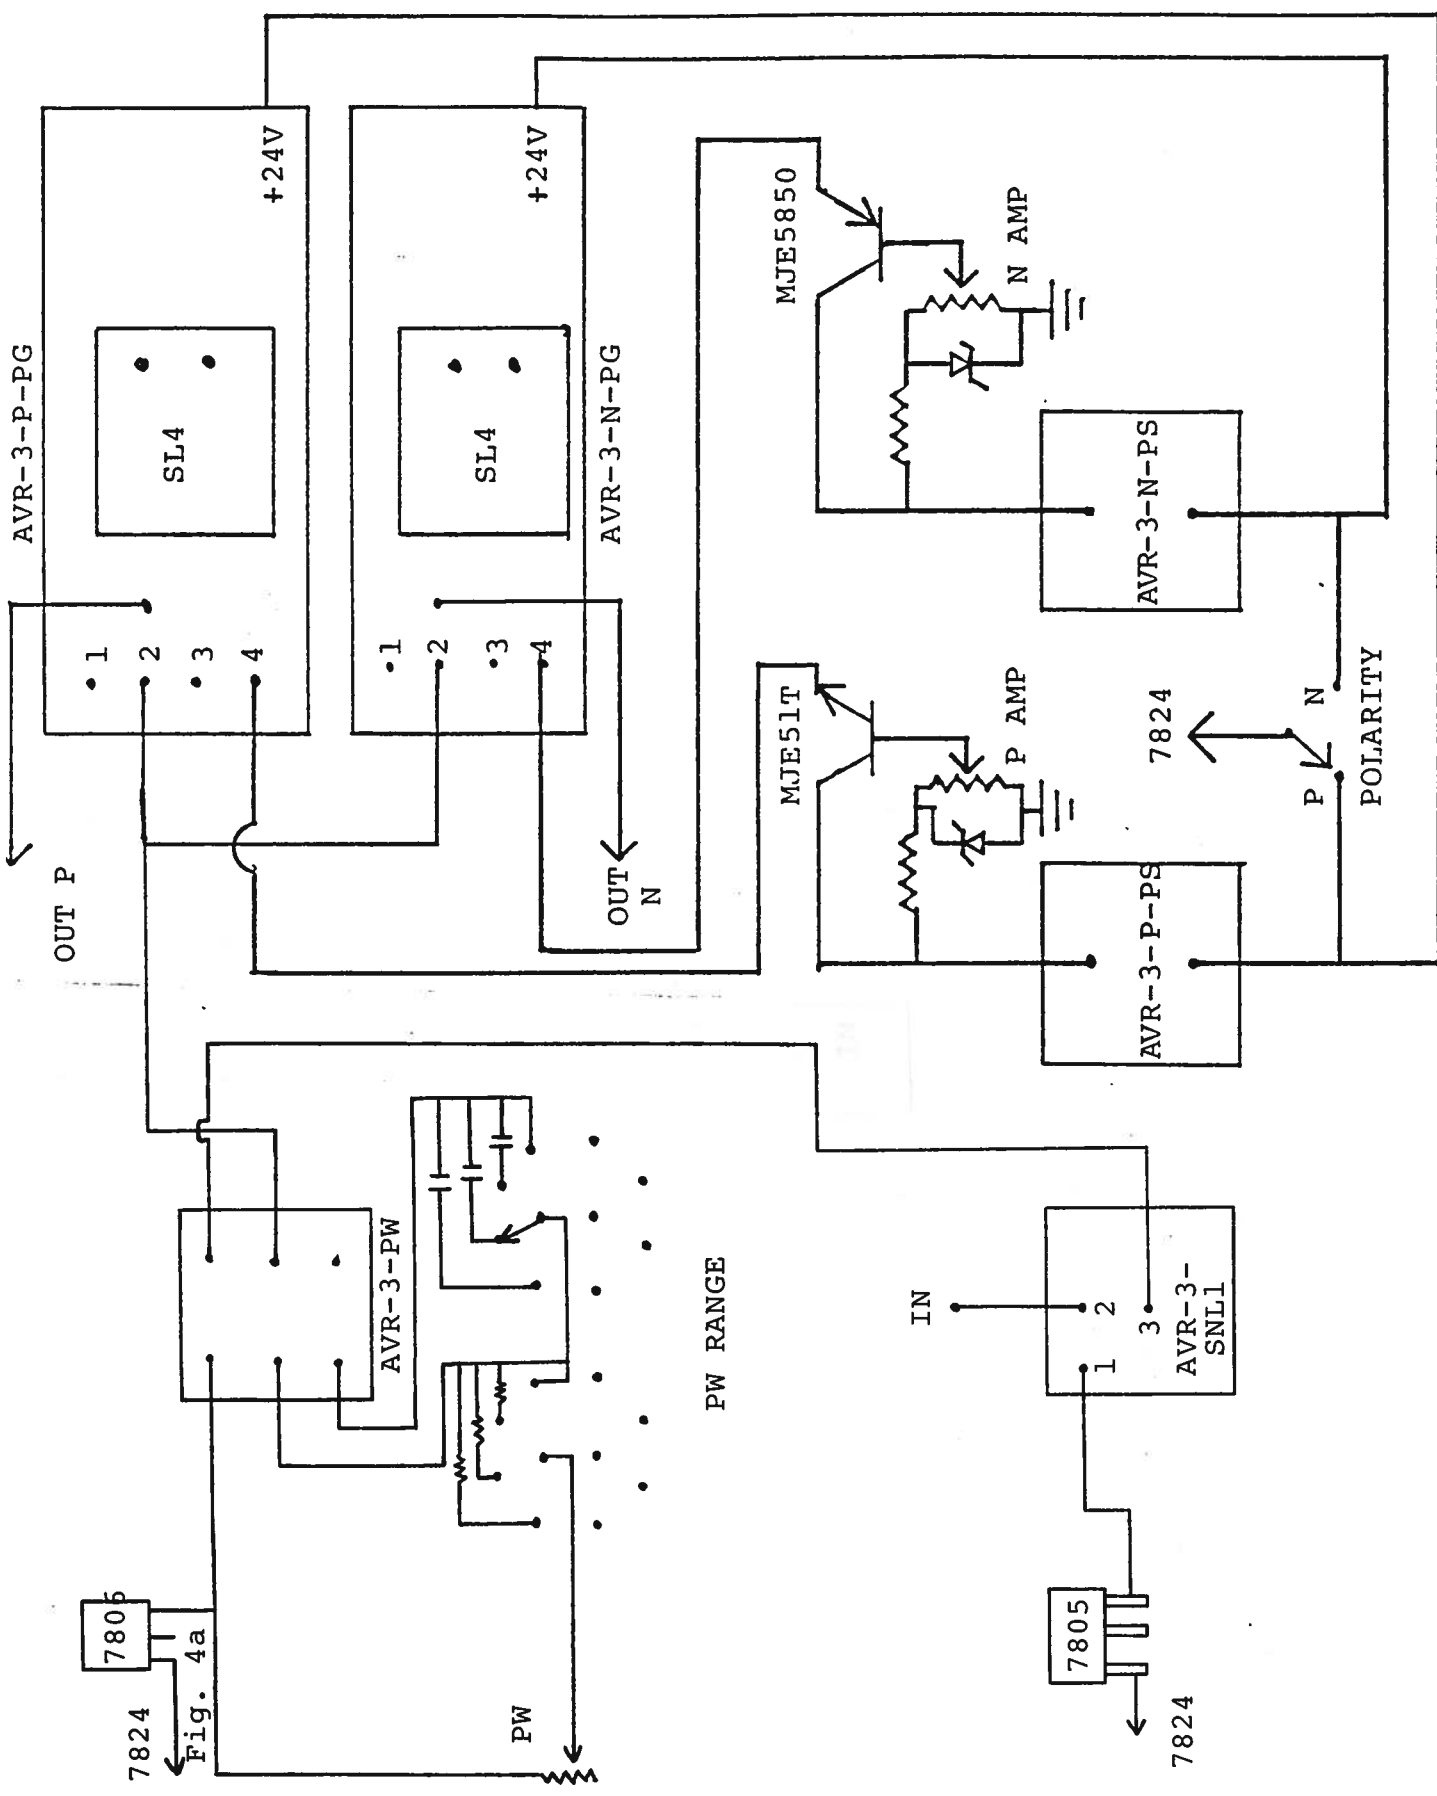 AVR-3-P-PG
OUT P
1
7806
7824
2
SL4
Fig. 4a
3
4
+24V
AVR-3-PW
1
2
SL4
3
PW
4
+24V
OUT
N
AVR-3-N-PG
PW RANGE
MJE51T
MJE5850
IN
P AMP
N AMP
7805
1
2
3
AVR-3-P-PS
AVR-3-N-PS
7824
AVR-3-
SNL1
7824
P
N
POLARITY